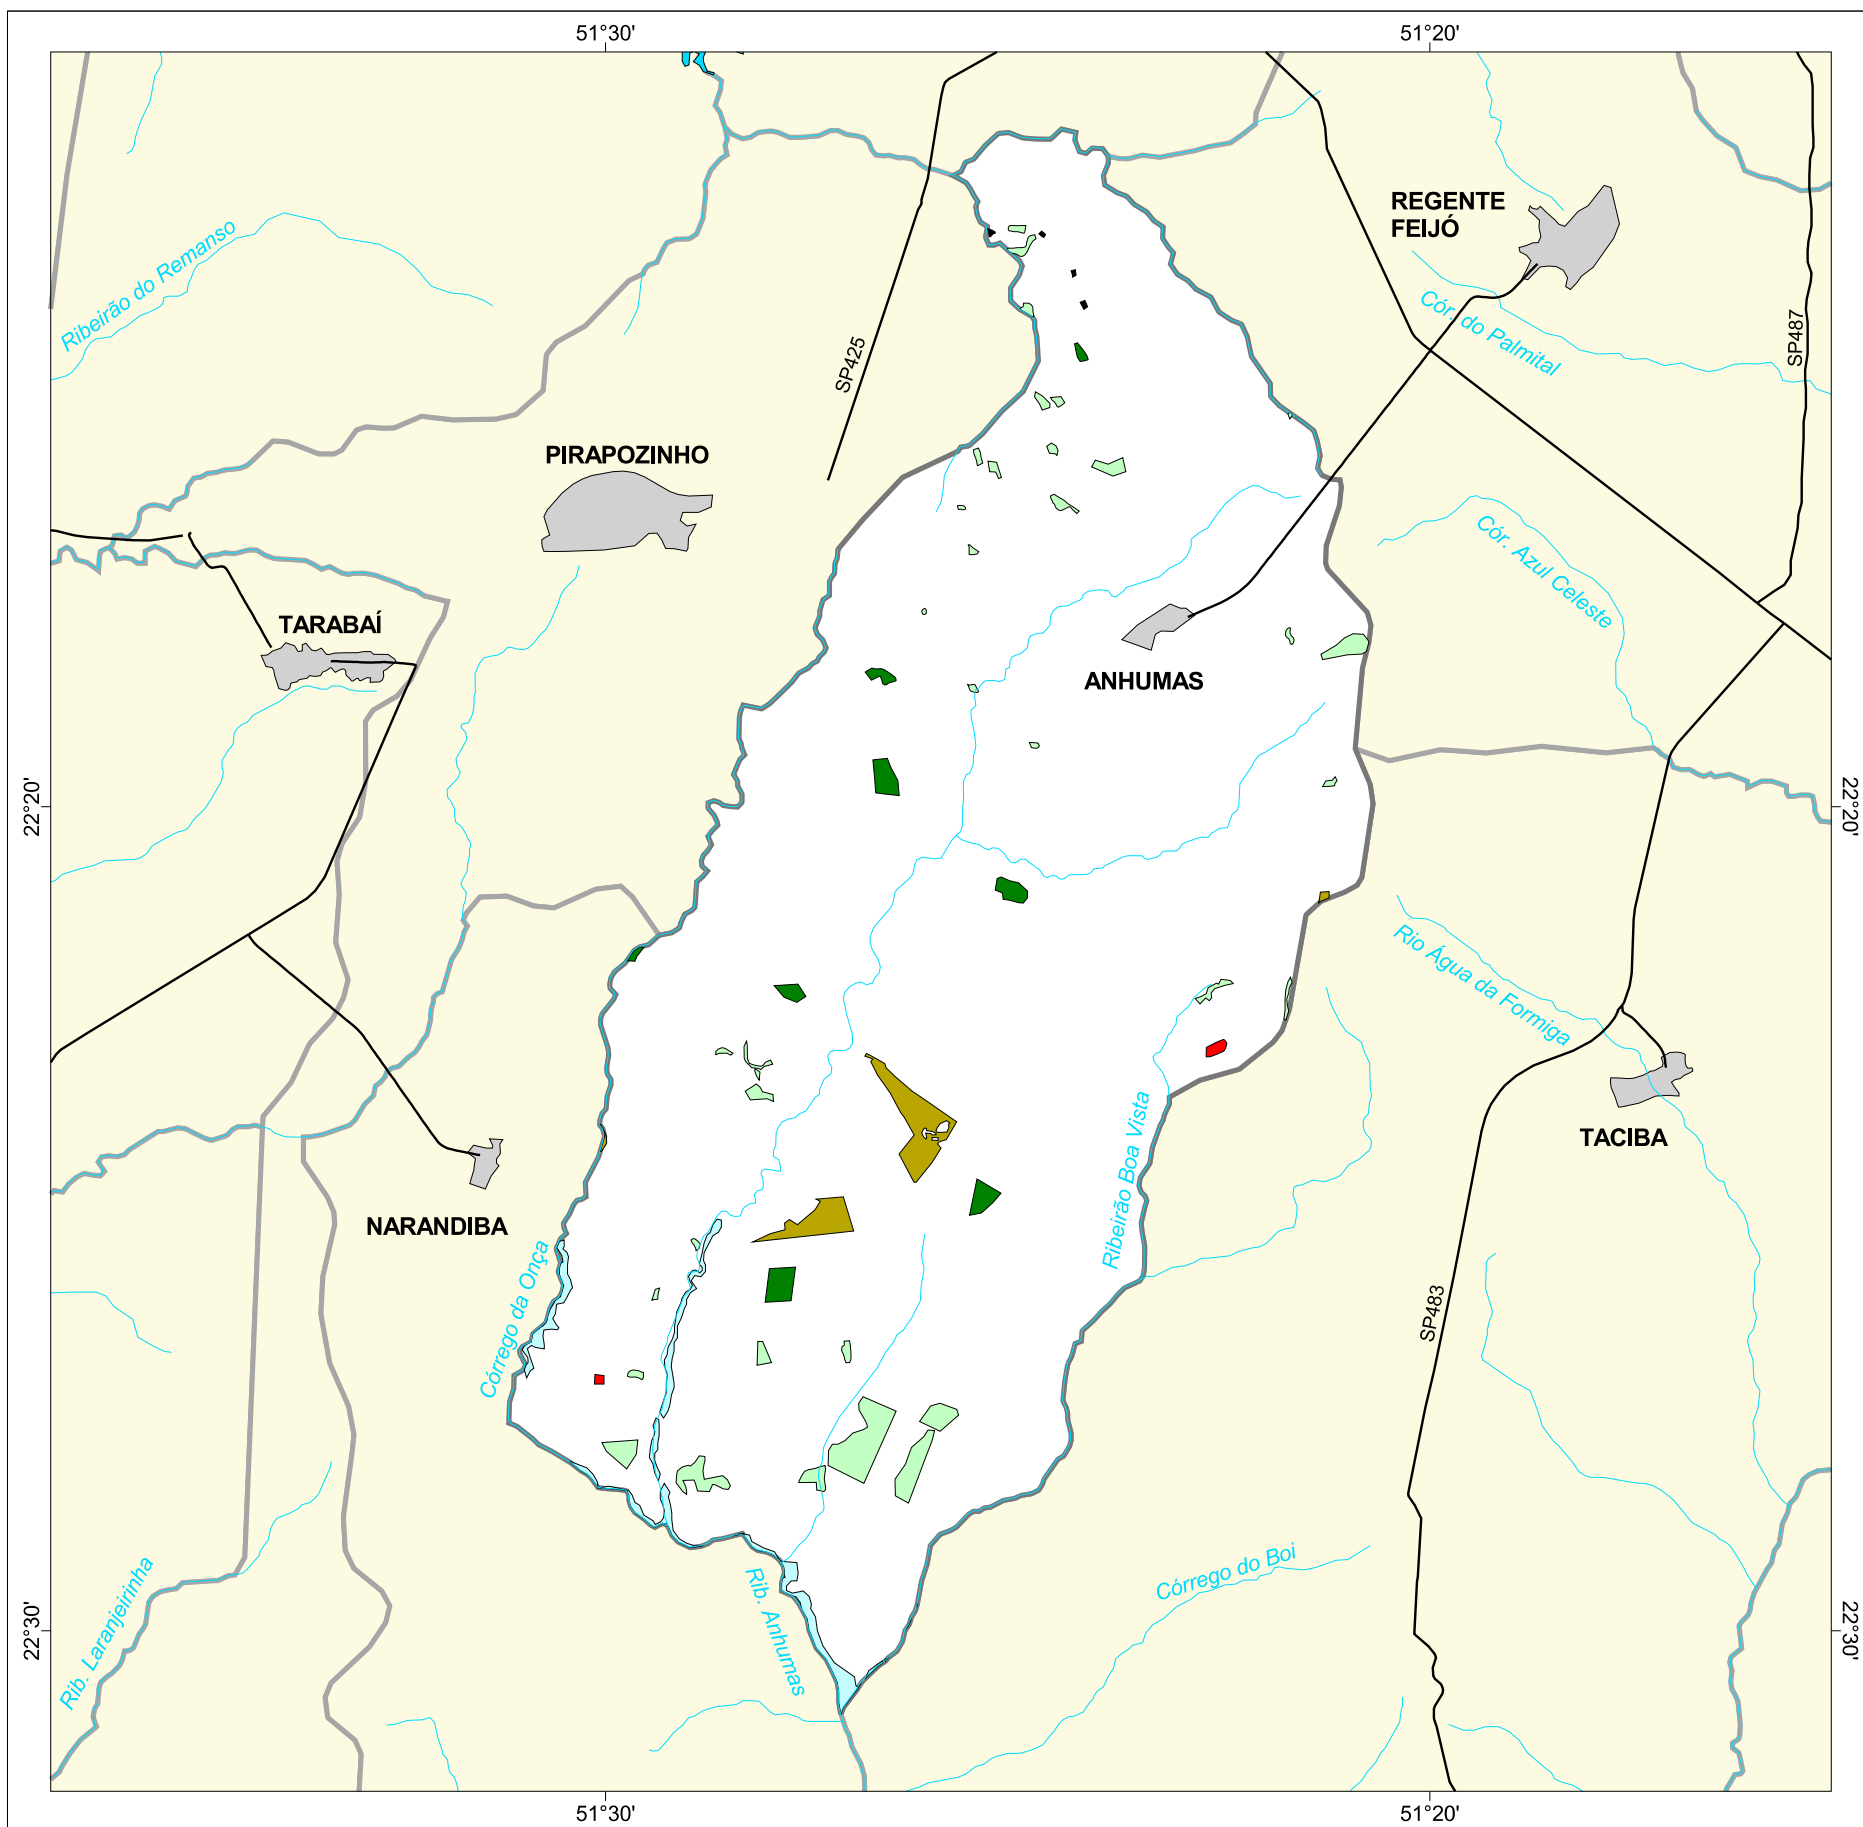 51°30'
51°20'
REGENTE
FEIJÓ
Ribeirão do Remanso
Cór. do Palmital
SP487
SP425
PIRAPOZINHO
Cór. Azul Celeste
TARABAÍ
ANHUMAS
22°20'
22°20'
Rio Água da Formiga
TACIBA
Ribeirão Boa Vista
NARANDIBA
Córrego da Onça
SP483
Córrego do Boi
Rib. Laranjeirinha
Rib. Anhumas
22°30'
22°30'
51°30'
51°20'